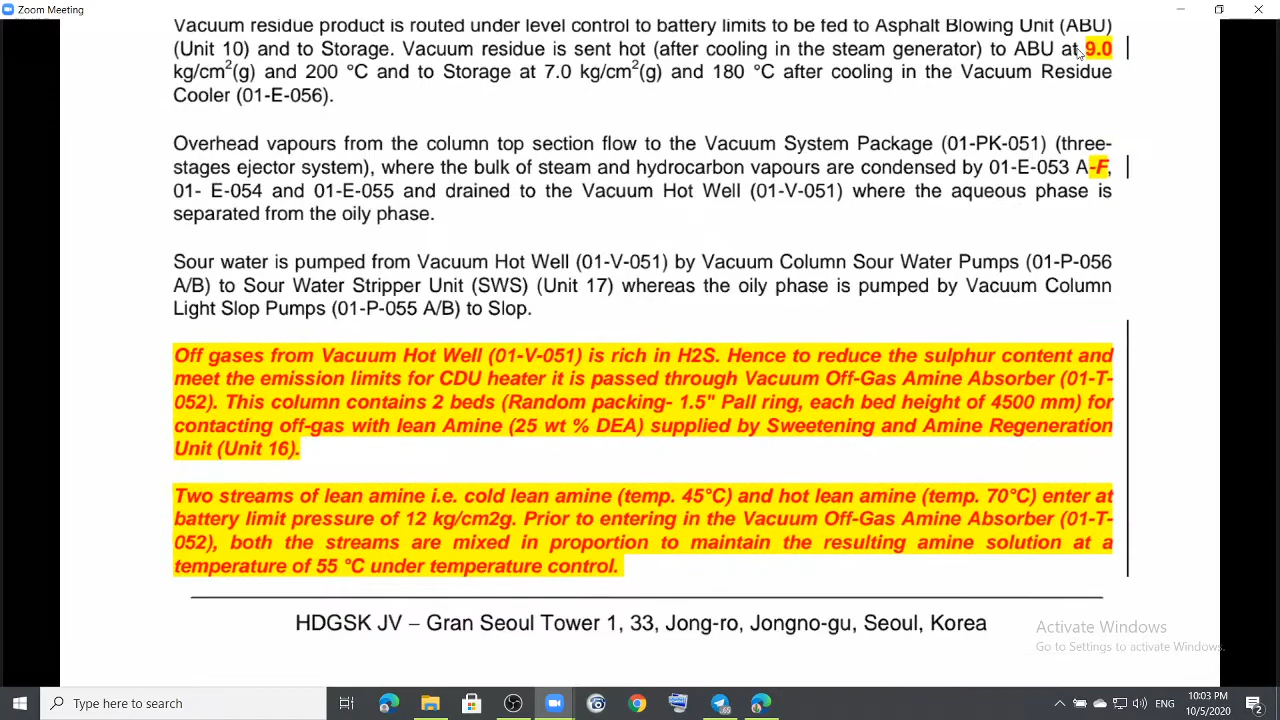 Zoom Meeting
Vacuum residue product is routed under level control to battery limits to be fed to Asphalt Blowing Unit (ABU)
(Unit 10) and to Storage. Vacuum residue is sent hot (after cooling in the steam generator) to ABU at 9.0
kg/cm2(g) and 200 °C and to Storage at 7.0 kg/cm2(g) and 180 °C after cooling in the Vacuum Residue
Cooler (01-E-056).
Overhead vapours from the column top section flow to the Vacuum System Package (01-PK-051) (three-
stages ejector system), where the bulk of steam and hydrocarbon vapours are condensed by 01-E-053 A-F,
01- E-054 and 01-E-055 and drained to the Vacuum Hot Well (01-V-051) where the aqueous phase is
separated from the oily phase.
Sour water is pumped from Vacuum Hot Well (01-V-051) by Vacuum Column Sour Water Pumps (01-P-056
A/B) to Sour Water Stripper Unit (SWS) (Unit 17) whereas the oily phase is pumped by Vacuum Column
Light Slop Pumps (01-P-055 A/B) to Slop.
Off gases from Vacuum Hot Well (01-V-051) is rich in H2S. Hence to reduce the sulphur content and
meet the emission limits for CDU heater it is passed through Vacuum Off-Gas Amine Absorber (01-T-
052). This column contains 2 beds (Random packing- 1.5" Pall ring, each bed height of 4500 mm) for
contacting off-gas with lean Amine (25 wt % DEA) supplied by Sweetening and Amine Regeneration
Unit (Unit 16).
Two streams of lean amine i.e. cold lean amine (temp. 45°C) and hot lean amine (temp. 70°C) enter at
battery limit pressure of 12 kg/cm2g. Prior to entering in the Vacuum Off-Gas Amine Absorber (01-T-
052), both the streams are mixed in proportion to maintain the resulting amine solution at a
temperature of 55 °C under temperature control.
HDGSK JV – Gran Seoul Tower 1, 33, Jong-ro, Jongno-gu, Seoul, Korea
Activate Windows
Go to Settings to activate Windows.
Type here to search
ENG
10:03 PM
10/5/2020
2